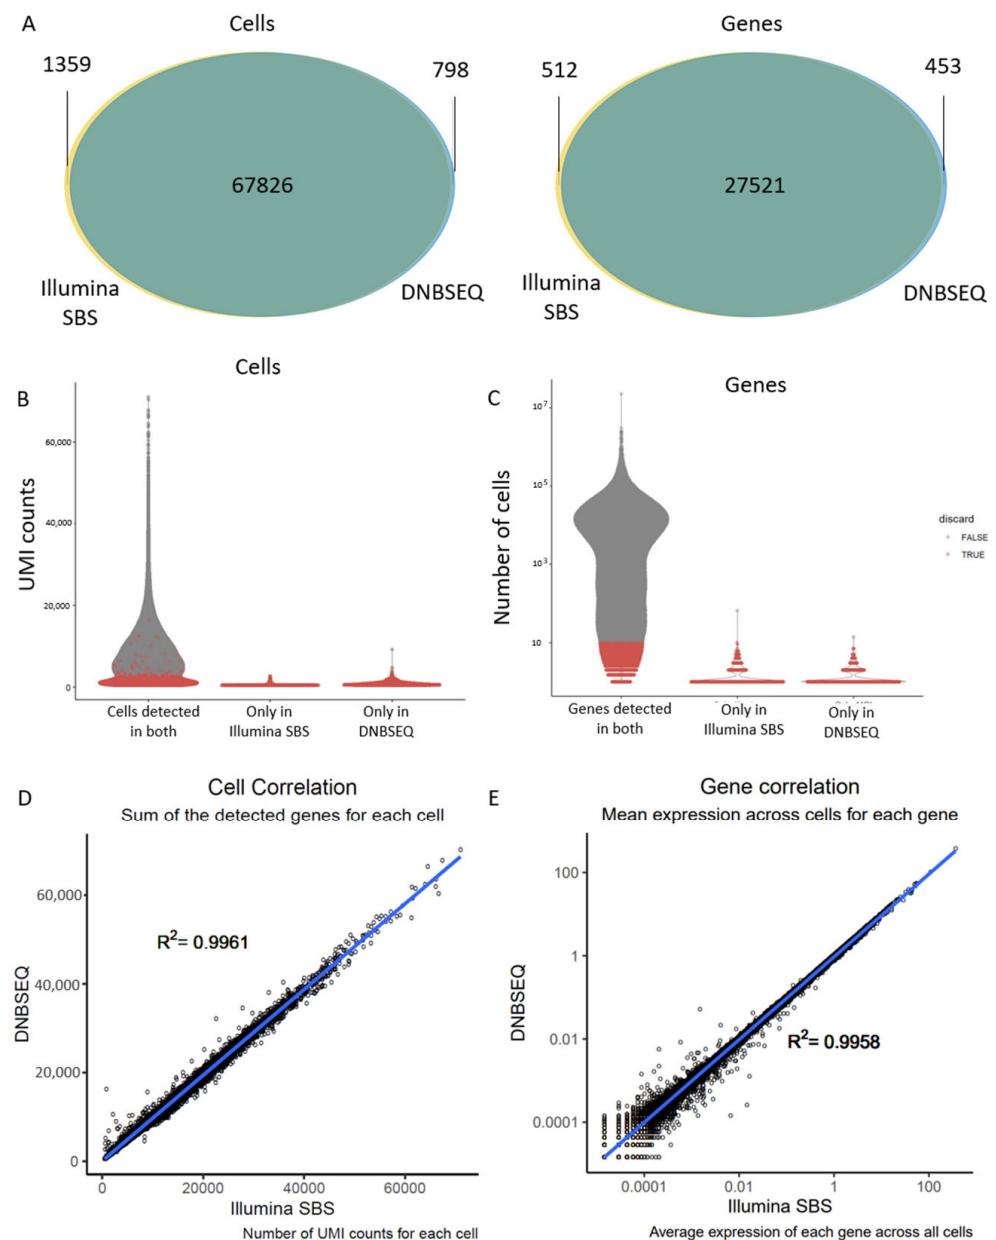 A
Cells
Genes
1359
798
512
453
67826
27521
Illumina
SBS
DNBSEQ
Illumina
SBS
DNBSEQ
B
Cells
UMI counts
60,000
40,000
20,000
0
Cells detected
in both
Only in
Illumina SBS
Only in
DNBSEQ
C
Genes
Number of cells
10^7
10^5
10^3
10
Genes detected
in both
Only in
Illumina SBS
Only in
DNBSEQ
discard
FALSE
TRUE
D
Cell Correlation
Sum of the detected genes for each cell
R²= 0.9961
DNBSEQ
60,000
40,000
20,000
0
0 20000 40000 60000
Illumina SBS
Number of UMI counts for each cell
E
Gene correlation
Mean expression across cells for each gene
R²= 0.9958
DNBSEQ
100
1
0.01
0.0001
0.0001 0.01 1 100
Illumina SBS
Average expression of each gene across all cells